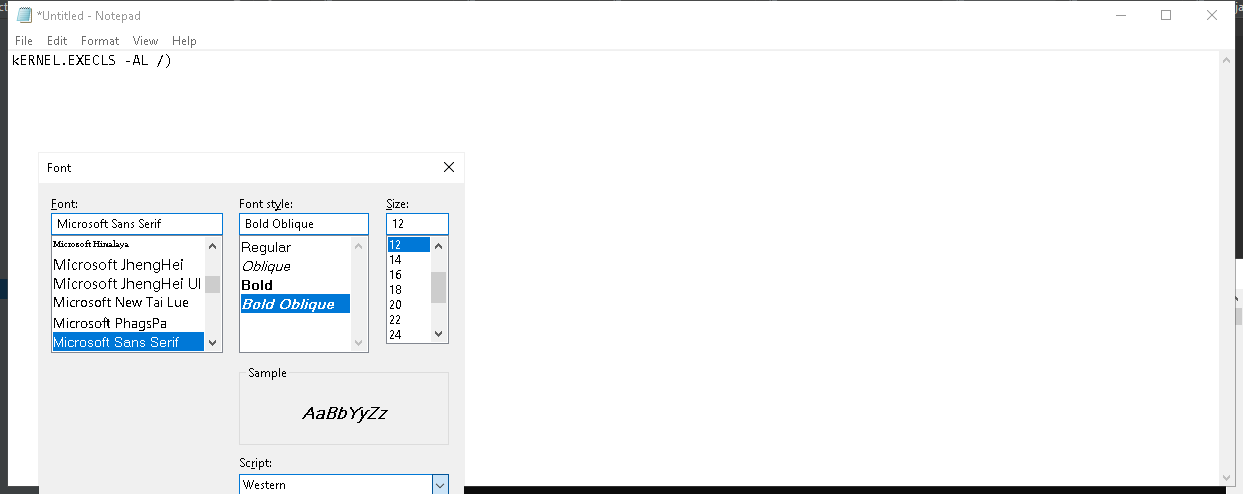 *Untitled - Notepad
File Edit Format View Help
kERNEL.EXECLS -AL /)
Font
Font: Font style: Size:
Microsoft Sans Serif Bold Oblique 12
Microsoft Himalaya
Microsoft JhengHei
Microsoft JhengHei UI
Microsoft New Tai Lue
Microsoft PhagsPa
Microsoft Sans Serif
Regular
Oblique
Bold
Bold Oblique
12
14
16
18
20
22
24
Sample
AaBbYyZz
Script:
Western